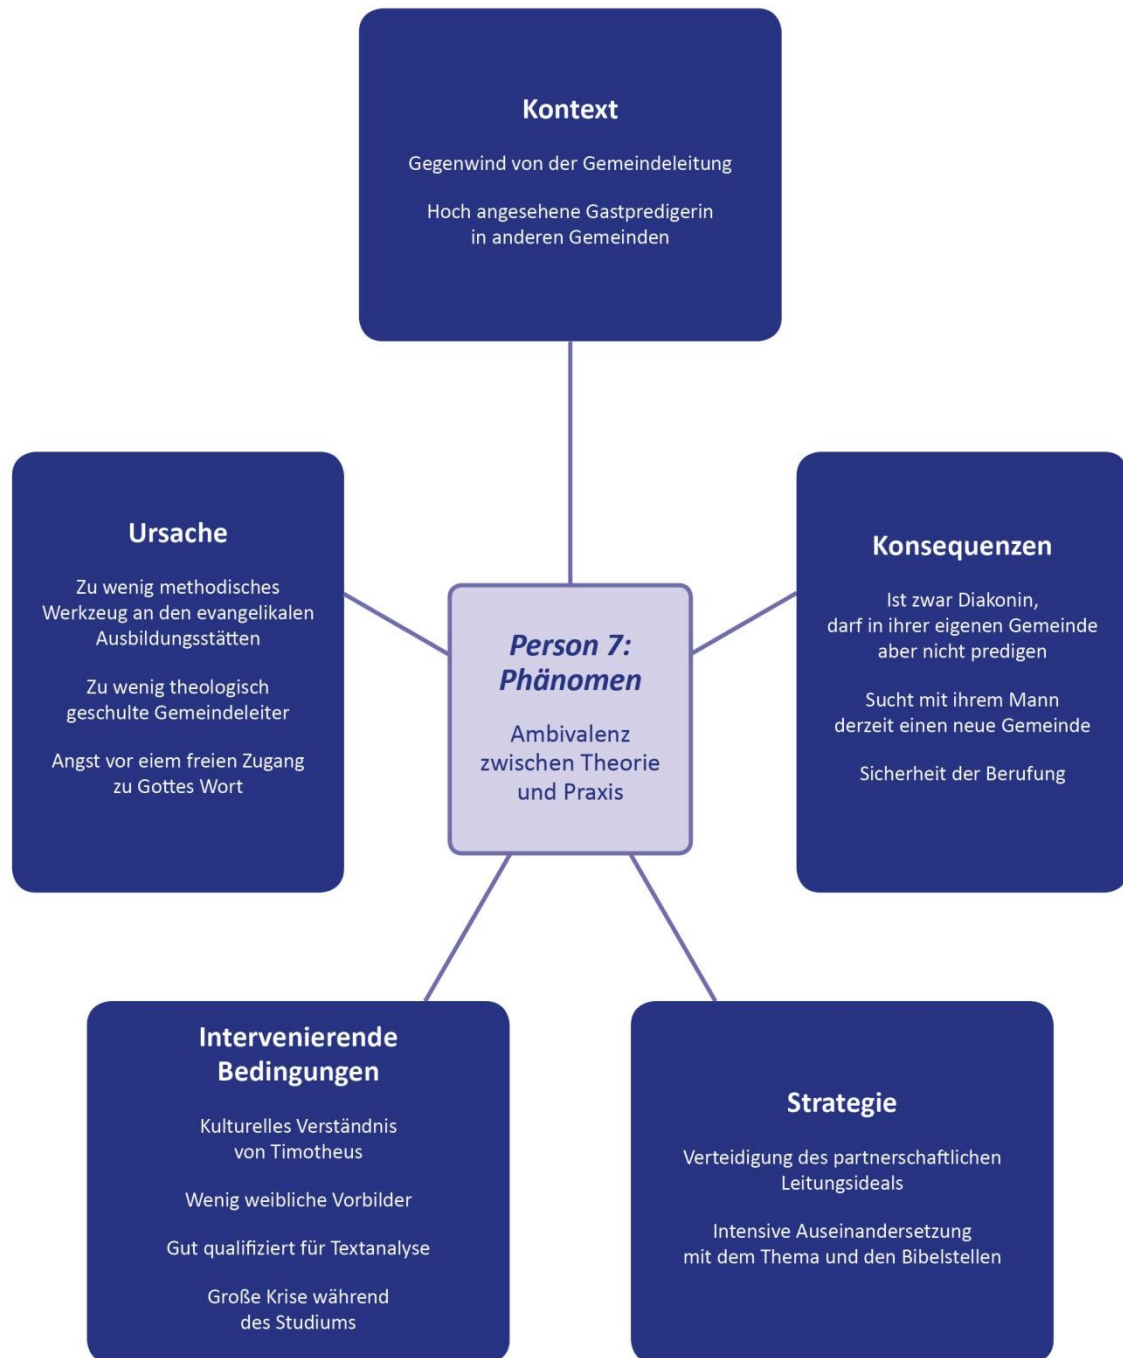 Kontext
Gegenwind von der Gemeindeleitung
Hoch angesehene Gastpredigerin
in anderen Gemeinden
Ursache
Zu wenig methodisches
Werkzeug an den evangelikalen
Ausbildungsstätten
Zu wenig theologisch
geschulte Gemeindeleiter
Angst vor eiem freien Zugang
zu Gottes Wort
Person 7:
Phänomen
Ambivalenz
zwischen Theorie
und Praxis
Konsequenzen
Ist zwar Diakonin,
darf in ihrer eigenen Gemeinde
aber nicht predigen
Sucht mit ihrem Mann
derzeit einen neue Gemeinde
Sicherheit der Berufung
Intervenierende
Bedingungen
Kulturelles Verständnis
von Timotheus
Wenig weibliche Vorbilder
Gut qualifiziert für Textanalyse
Große Krise während
des Studiums
Strategie
Verteidigung des partnerschaftlichen
Leitungsideals
Intensive Auseinandersetzung
mit dem Thema und den Bibelstellen